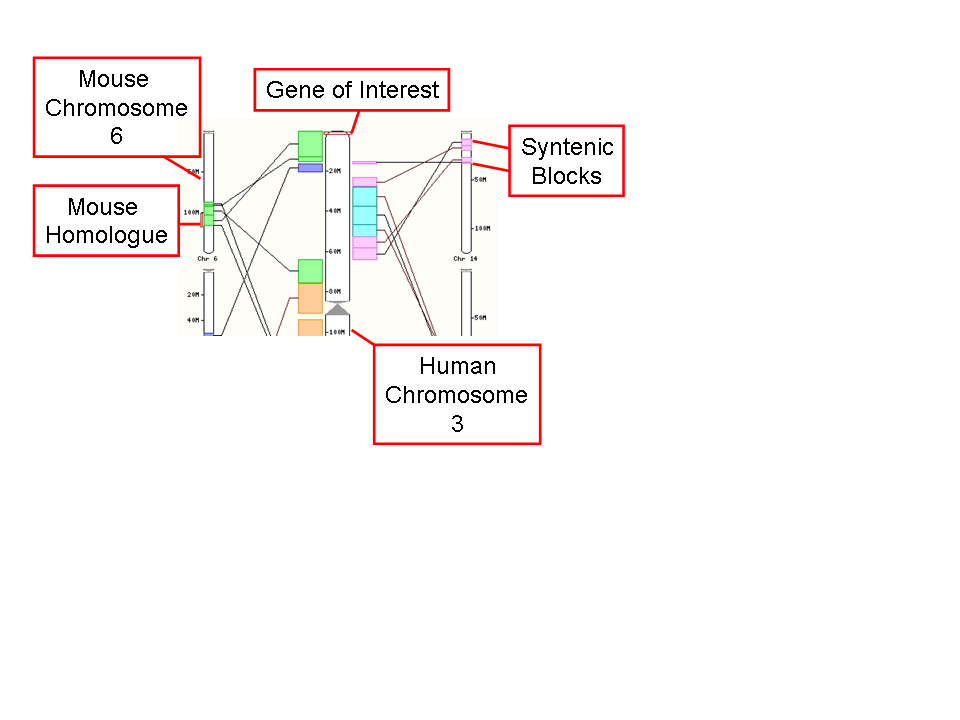 Mouse
Chromosome
6
Gene of Interest
Syntenic
Blocks
Mouse
Homologue
50M
100M
Chr 6
20M
40M
20M
40M
60M
80M
100M
50M
100M
Chr 14
50M
Human
Chromosome
3